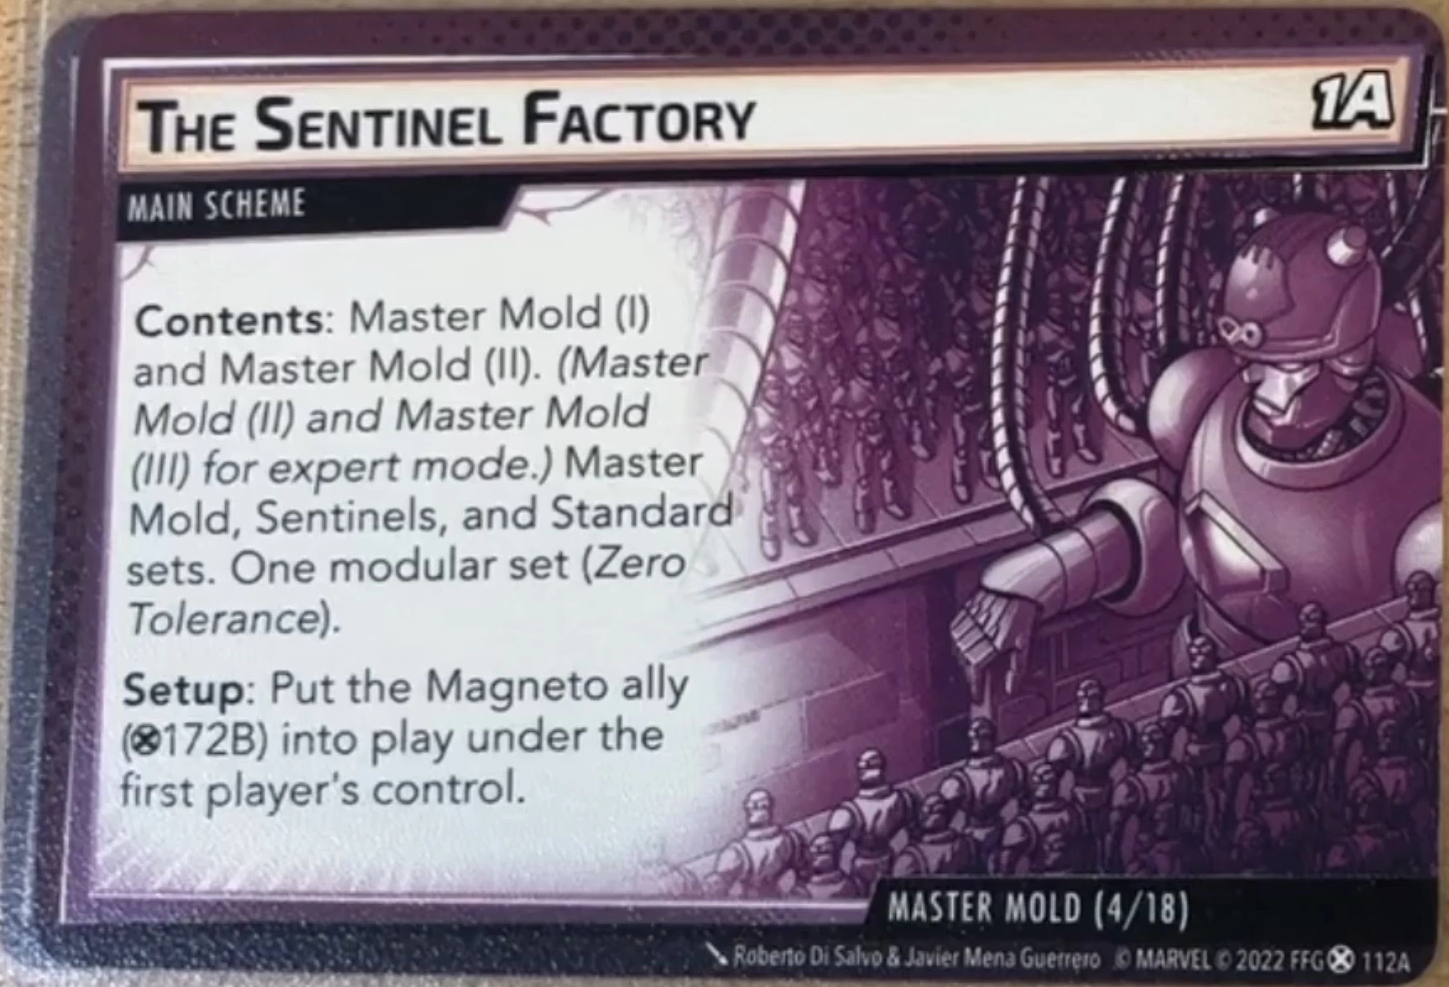 THE SENTINEL FACTORY
1A
MAIN SCHEME
Contents: Master Mold (I)
and Master Mold (II). (Master
Mold (II) and Master Mold
(III) for expert mode.) Master
Mold, Sentinels, and Standard
sets. One modular set (Zero
Tolerance).
Setup: Put the Magneto ally
(172B) into play under the
first player's control.
MASTER MOLD (4/18)
Roberto Di Salvo & Javier Mena Guerrero © MARVEL © 2022 FFG 112A